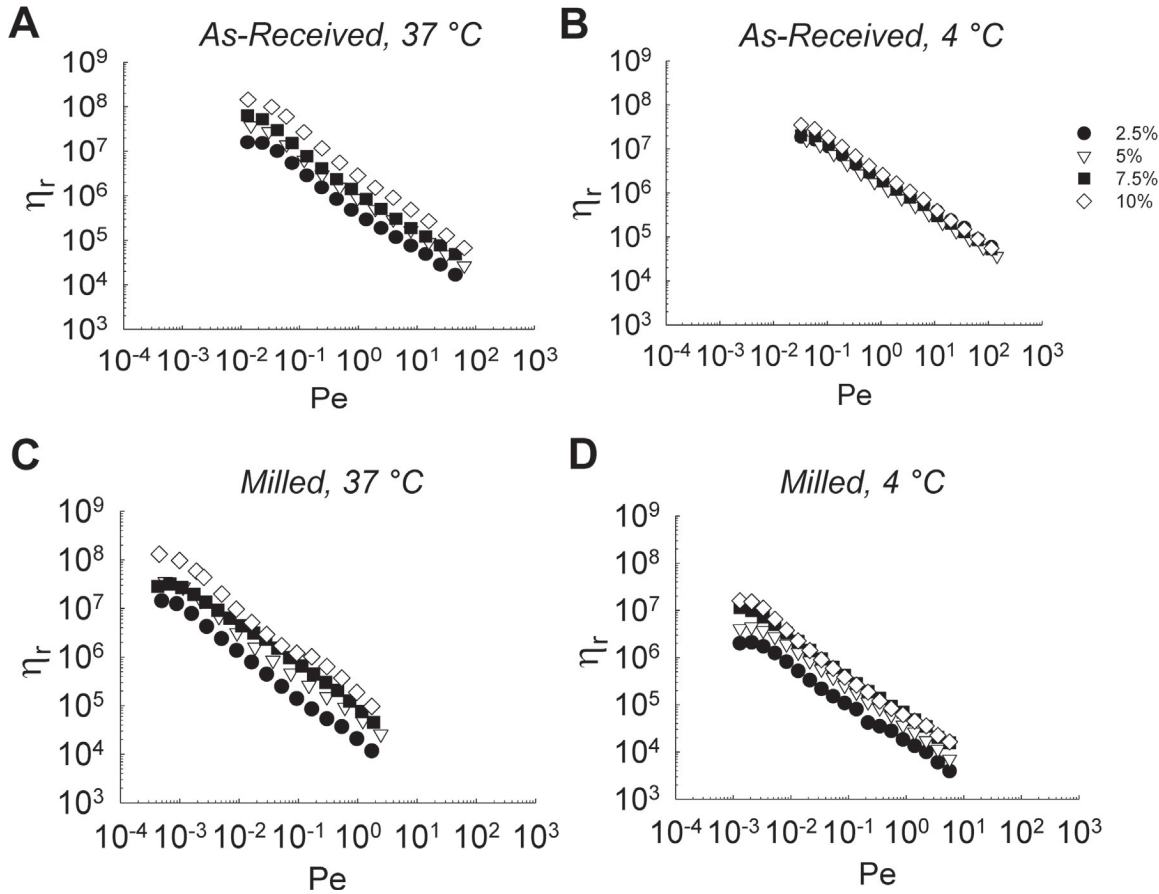 A
As-Received, 37 °C
10⁹
10⁸
10⁷
10⁶
10⁵
10⁴
10³
ηr
10⁻⁴ 10⁻³ 10⁻² 10⁻¹ 10⁰ 10¹ 10² 10³
Pe
B
As-Received, 4 °C
10⁹
10⁸
10⁷
10⁶
10⁵
10⁴
10³
ηr
10⁻⁴ 10⁻³ 10⁻² 10⁻¹ 10⁰ 10¹ 10² 10³
Pe
2.5%
5%
7.5%
10%
C
Milled, 37 °C
10⁹
10⁸
10⁷
10⁶
10⁵
10⁴
10³
ηr
10⁻⁴ 10⁻³ 10⁻² 10⁻¹ 10⁰ 10¹ 10² 10³
Pe
D
Milled, 4 °C
10⁹
10⁸
10⁷
10⁶
10⁵
10⁴
10³
ηr
10⁻⁴ 10⁻³ 10⁻² 10⁻¹ 10⁰ 10¹ 10² 10³
Pe